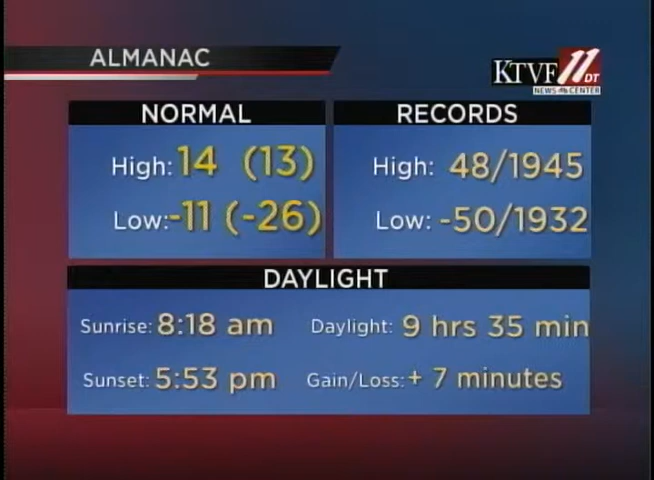 ALMANAC
KTVF 11 DT
NEWS CENTER
NORMAL
High: 14 (13)
Low: -11 (-26)
RECORDS
High: 48/1945
Low: -50/1932
DAYLIGHT
Sunrise: 8:18 am
Daylight: 9 hrs 35 min
Sunset: 5:53 pm
Gain/Loss: + 7 minutes